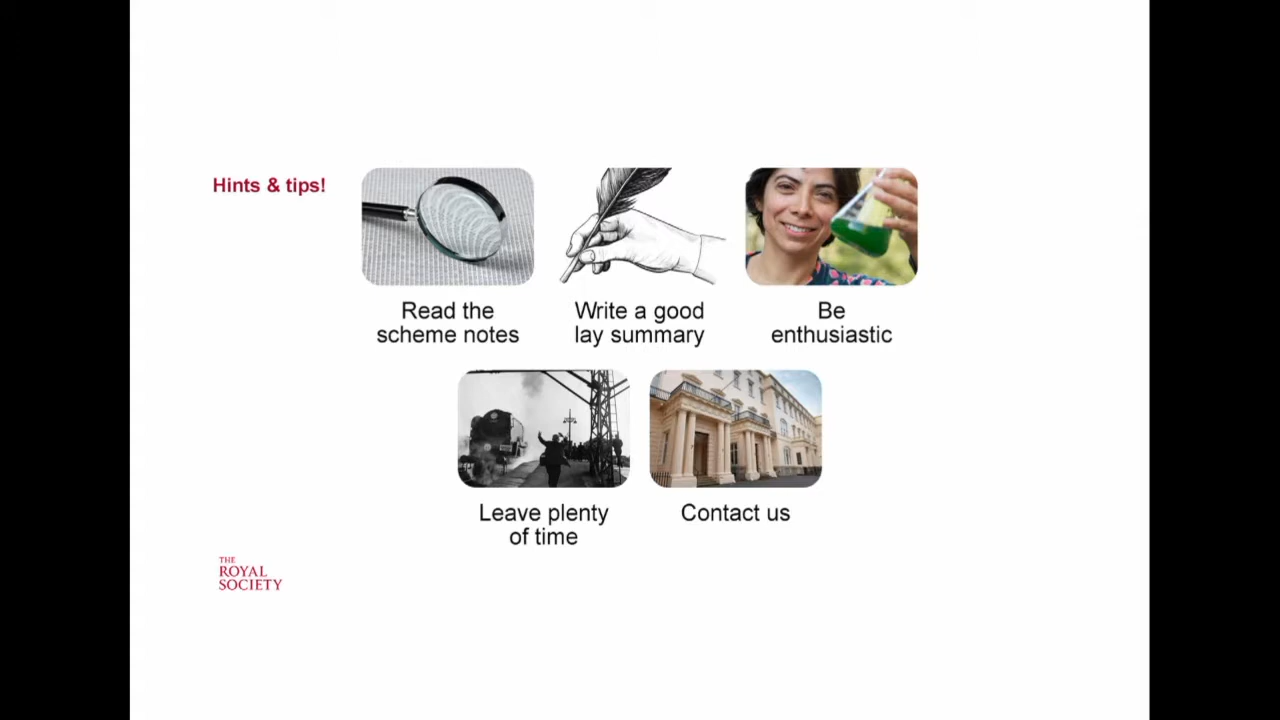 Hints & tips!
Read the
scheme notes
Write a good
lay summary
Be
enthusiastic
Leave plenty
of time
Contact us
THE
ROYAL
SOCIETY